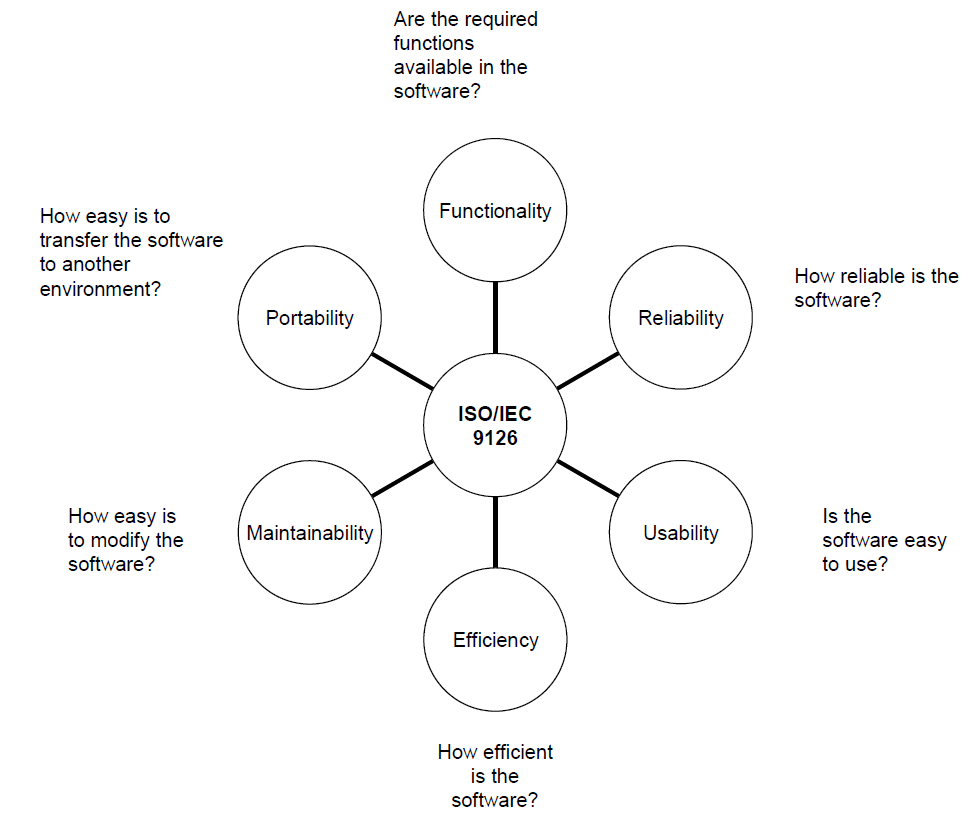 Are the required
functions
available in the
software?
Functionality
How easy is to
transfer the software
to another
environment?
Portability
Reliability
How reliable is the
software?
ISO/IEC
9126
How easy is
to modify the
software?
Maintainability
Usability
Is the
software easy
to use?
Efficiency
How efficient
is the
software?